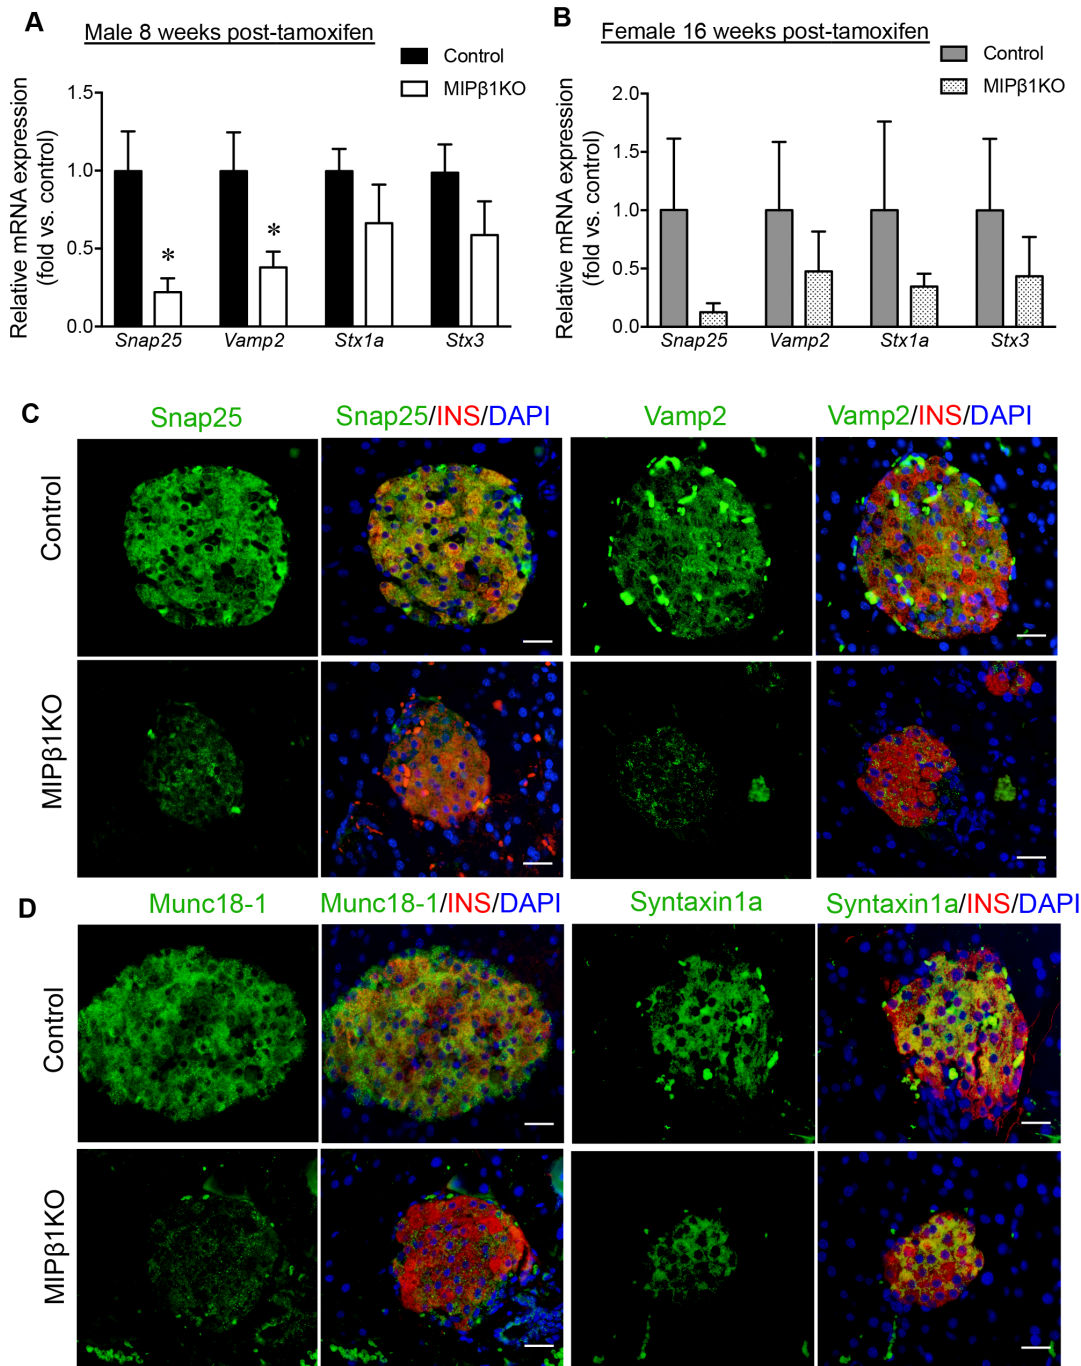 A
Male 8 weeks post-tamoxifen
Control
MIPβ1KO
Relative mRNA expression
(fold vs. control)
1.5
1.0
0.5
0.0
*
*
Snap25
Vamp2
Stx1a
Stx3
B
Female 16 weeks post-tamoxifen
Control
MIPβ1KO
Relative mRNA expression
(fold vs. control)
2.0
1.5
1.0
0.5
0.0
Snap25
Vamp2
Stx1a
Stx3
C
Snap25
Snap25/INS/DAPI
Vamp2
Vamp2/INS/DAPI
Control
MIPβ1KO
D
Munc18-1
Munc18-1/INS/DAPI
Syntaxin1a
Syntaxin1a/INS/DAPI
Control
MIPβ1KO